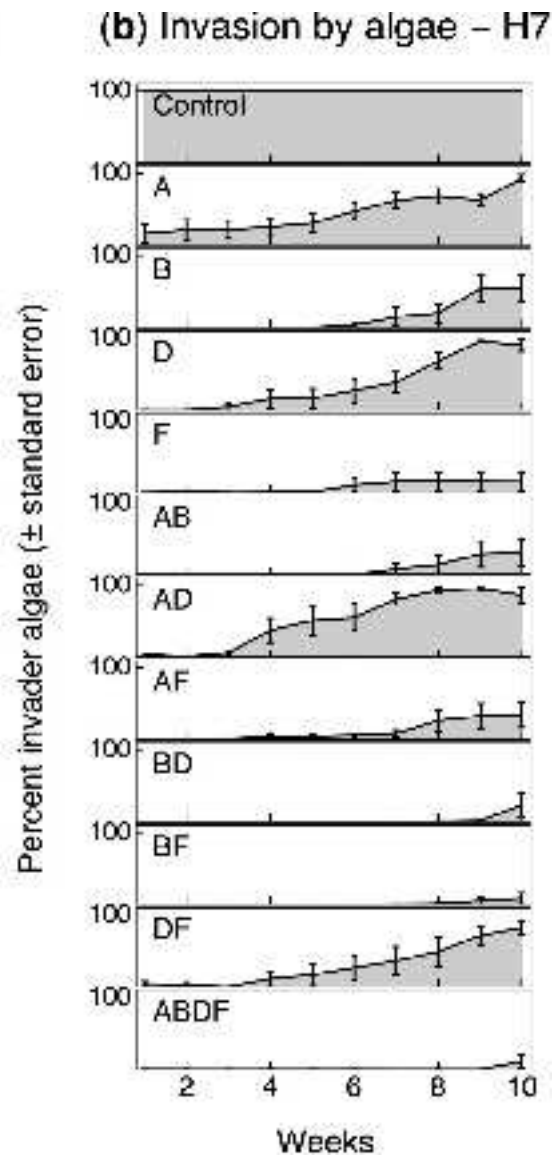 (b) Invasion by algae – H7
Percent invader algae (± standard error)
100
Control
100
A
100
B
100
D
100
F
100
AB
100
AD
100
AF
100
BD
100
BF
100
DF
100
ABDF
2 4 6 8 10
Weeks